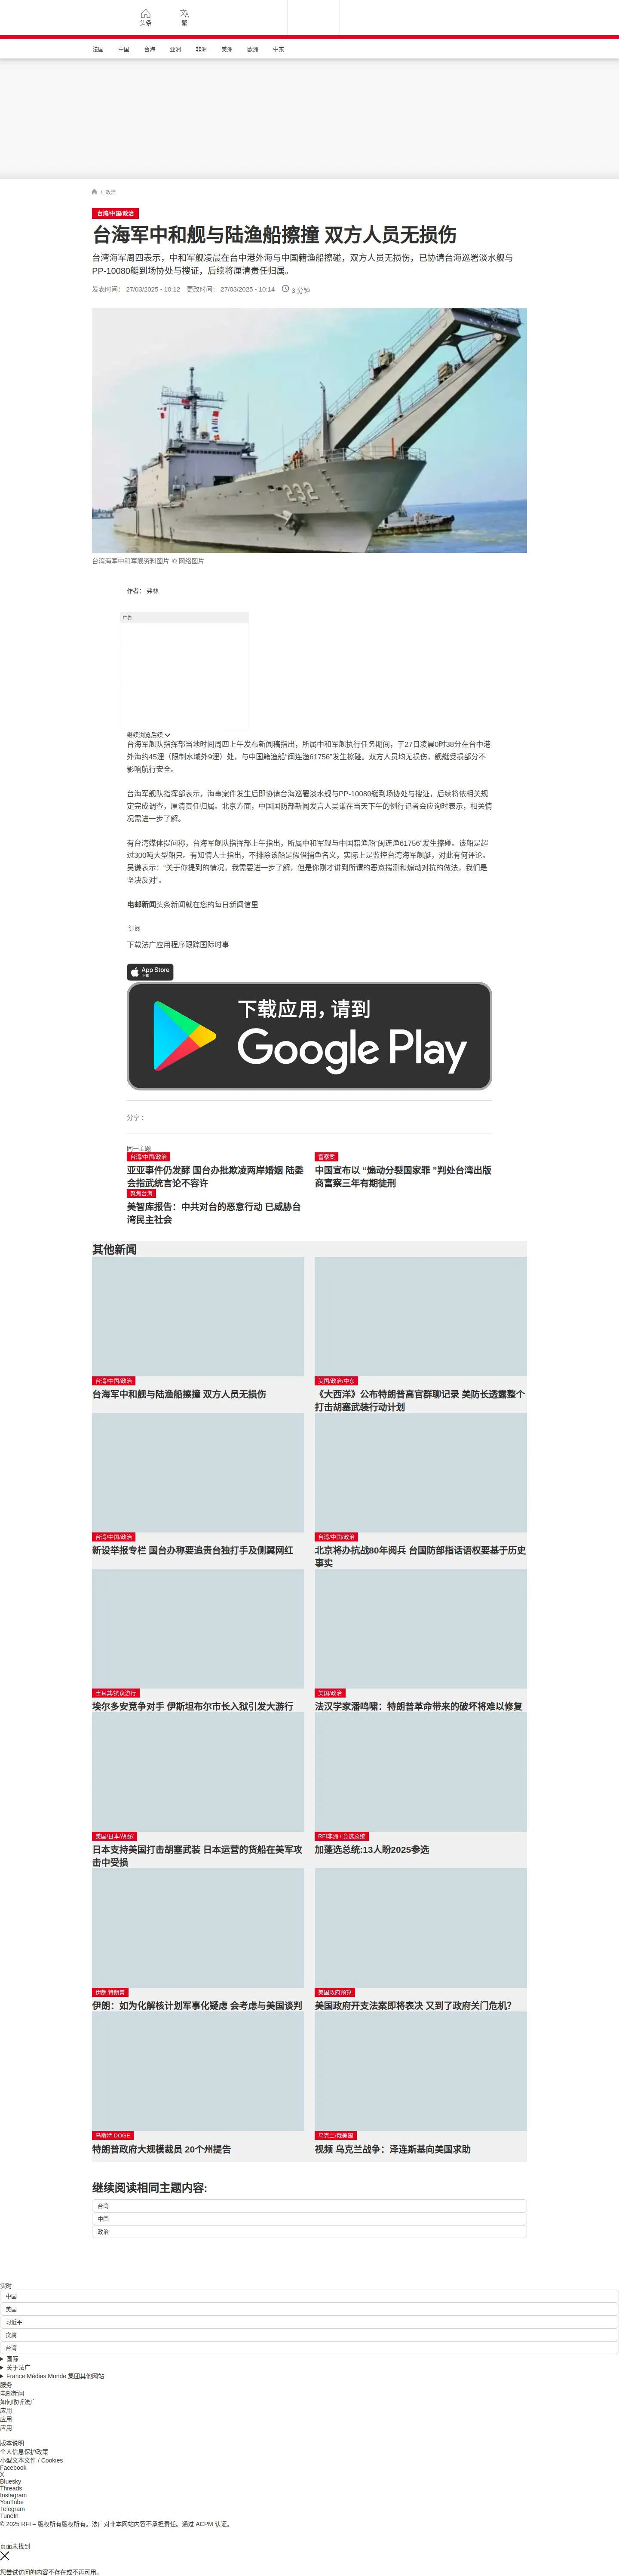 头条
繁
法国
中国
台海
亚洲
非洲
美洲
欧洲
中东
/ 政治
台湾/中国/政治
台海军中和舰与陆渔船擦撞 双方人员无损伤
台湾海军周四表示，中和军舰凌晨在台中港外海与中国籍渔船擦碰，双方人员无损伤，已协请台海巡署淡水舰与
PP-10080艇到场协处与搜证，后续将厘清责任归属。
发表时间： 27/03/2025 - 10:12 更改时间： 27/03/2025 - 10:14 3 分钟
232
台湾海军中和军舰资料图片 © 网络图片
作者： 弗林
广告
继续浏览后续
台海军舰队指挥部当地时间周四上午发布新闻稿指出，所属中和军舰执行任务期间，于27日凌晨0时38分在台中港
外海约45浬（限制水域外9浬）处，与中国籍渔船“闽连渔61756”发生擦碰。双方人员均无损伤，舰艇受损部分不
影响航行安全。
台海军舰队指挥部表示，海事案件发生后即协请台海巡署淡水舰与PP-10080艇到场协处与搜证，后续将依相关规
定完成调查，厘清责任归属。北京方面，中国国防部新闻发言人吴谦在当天下午的例行记者会应询时表示，相关情
况需进一步了解。
有台湾媒体提问称，台海军舰队指挥部上午指出，所属中和军舰与中国籍渔船“闽连渔61756”发生擦碰。该船是超
过300吨大型船只。有知情人士指出，不排除该船是假借捕鱼名义，实际上是监控台湾海军舰艇，对此有何评论。
吴谦表示：“关于你提到的情况，我需要进一步了解，但是你刚才讲到所谓的恶意揣测和煽动对抗的做法，我们是
坚决反对”。
电邮新闻头条新闻就在您的每日新闻信里
订阅
下载法广应用程序跟踪国际时事
App Store
下载
下载应用，请到
Google Play
分享 :
同一主题
台湾/中国/政治
亚亚事件仍发酵 国台办批欺凌两岸婚姻 陆委
会指武统言论不容许
富察案
中国宣布以 “煽动分裂国家罪 ”判处台湾出版
商富察三年有期徒刑
聚焦台海
美智库报告：中共对台的恶意行动 已威胁台
湾民主社会
其他新闻
台湾/中国/政治
台海军中和舰与陆渔船擦撞 双方人员无损伤
美国/政治/中东
《大西洋》公布特朗普高官群聊记录 美防长透露整个
打击胡塞武装行动计划
台湾/中国/政治
新设举报专栏 国台办称要追责台独打手及侧翼网红
台湾/中国/政治
北京将办抗战80年阅兵 台国防部指话语权要基于历史
事实
土耳其/抗议游行
埃尔多安竞争对手 伊斯坦布尔市长入狱引发大游行
美国/政治
法汉学家潘鸣啸：特朗普革命带来的破坏将难以修复
美国/日本/胡赛/
日本支持美国打击胡塞武装 日本运营的货船在美军攻
击中受损
RFI非洲 / 竞选总统
加蓬选总统:13人盼2025参选
伊朗 特朗普
伊朗：如为化解核计划军事化疑虑 会考虑与美国谈判
美国政府预算
美国政府开支法案即将表决 又到了政府关门危机？
马斯特 DOGE
特朗普政府大规模裁员 20个州提告
乌克兰/俄美国
视频 乌克兰战争：泽连斯基向美国求助
继续阅读相同主题内容:
台湾
中国
政治
实时
中国
美国
习近平
贪腐
台湾
国际
关于法广
France Médias Monde 集团其他网站
服务
电邮新闻
如何收听法广
应用
应用
应用
版本说明
个人信息保护政策
小型文本文件 / Cookies
Facebook
X
Bluesky
Threads
Instagram
YouTube
Telegram
TuneIn
© 2025 RFI – 版权所有版权所有。法广对非本网站内容不承担责任。通过 ACPM 认证。
页面未找到
您尝试访问的内容不存在或不再可用。